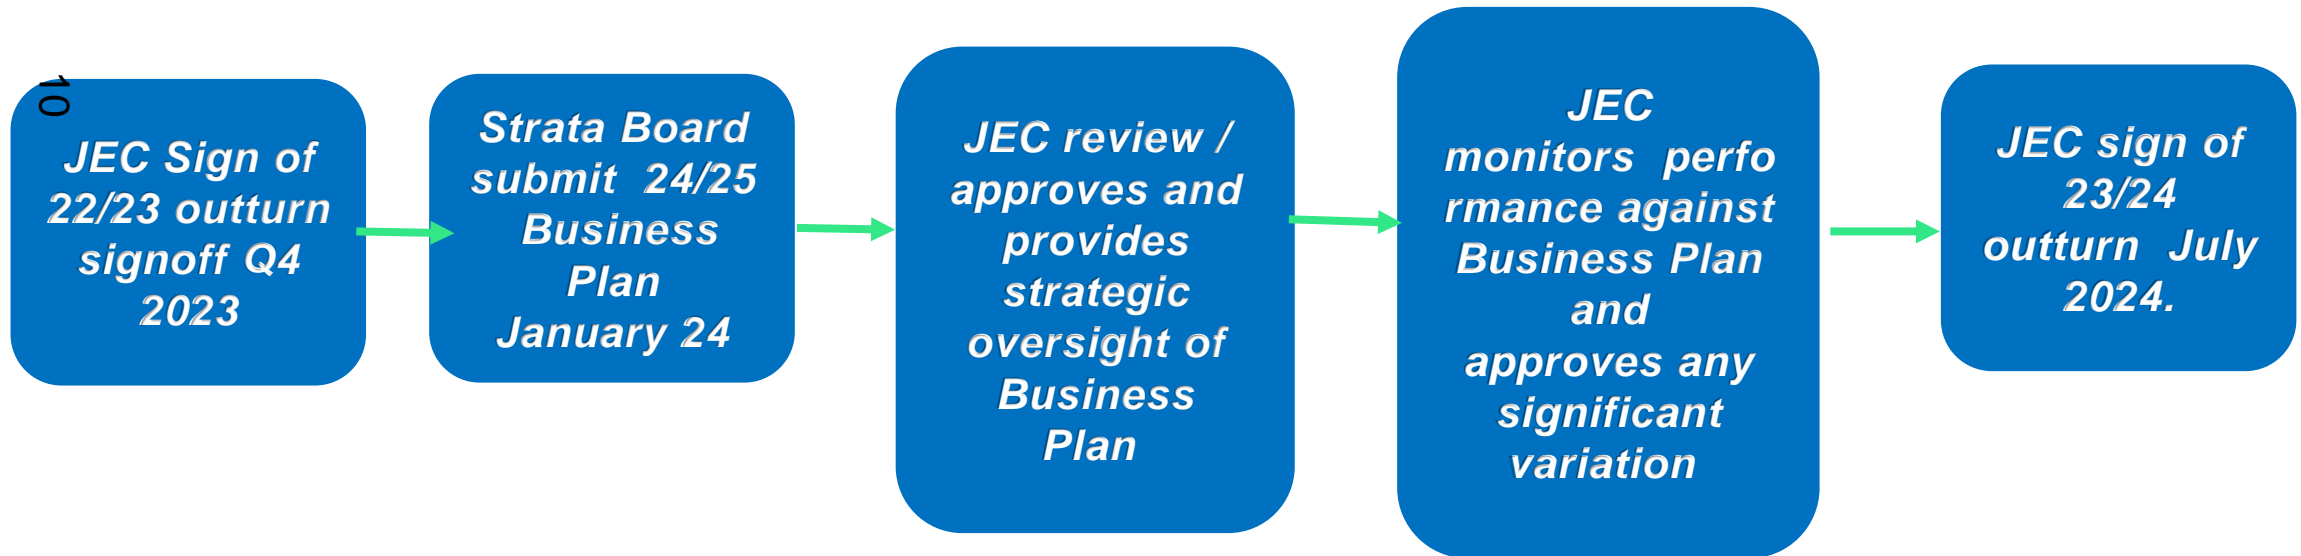 10
JEC Sign of
22/23 outturn
signoff Q4
2023
Strata Board
submit 24/25
Business
Plan
January 24
JEC review /
approves and
provides
strategic
oversight of
Business
Plan
JEC
monitors perfo
rmance against
Business Plan
and
approves any
significant
variation
JEC sign of
23/24
outturn July
2024.